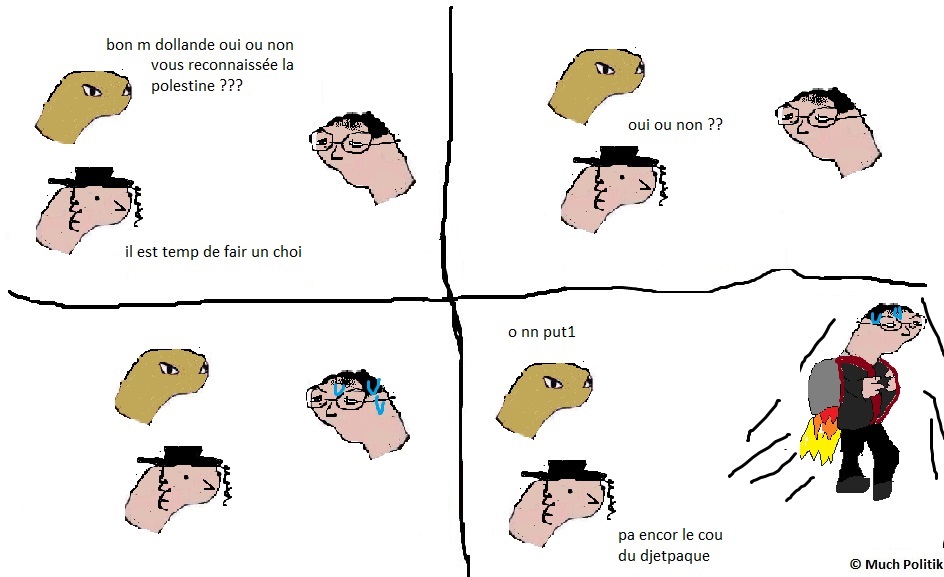 bon m dollande oui ou non
vous reconnaissée la
polestine ???
il est temp de fair un choi
oui ou non ??
o nn put1
pa encor le cou
du djetpaque
© Much Politik